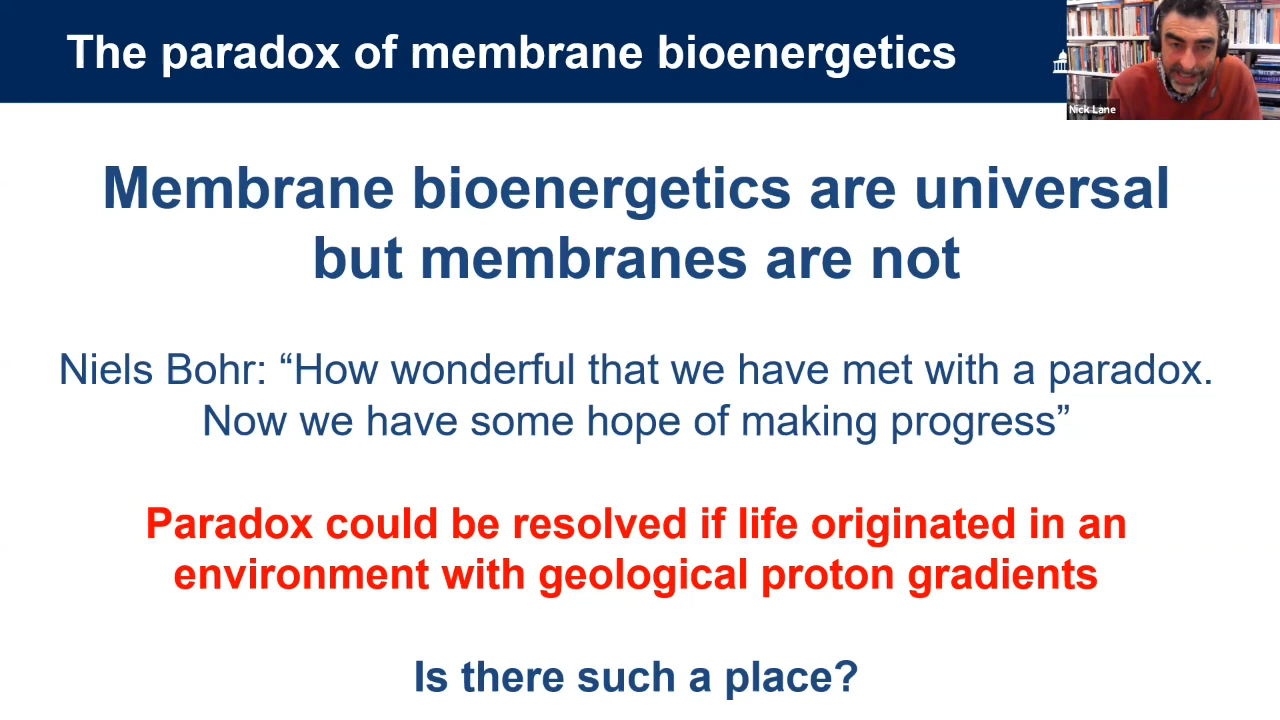 The paradox of membrane bioenergetics
Nick Lane
Membrane bioenergetics are universal
but membranes are not
Niels Bohr: “How wonderful that we have met with a paradox.
Now we have some hope of making progress”
Paradox could be resolved if life originated in an
environment with geological proton gradients
Is there such a place?